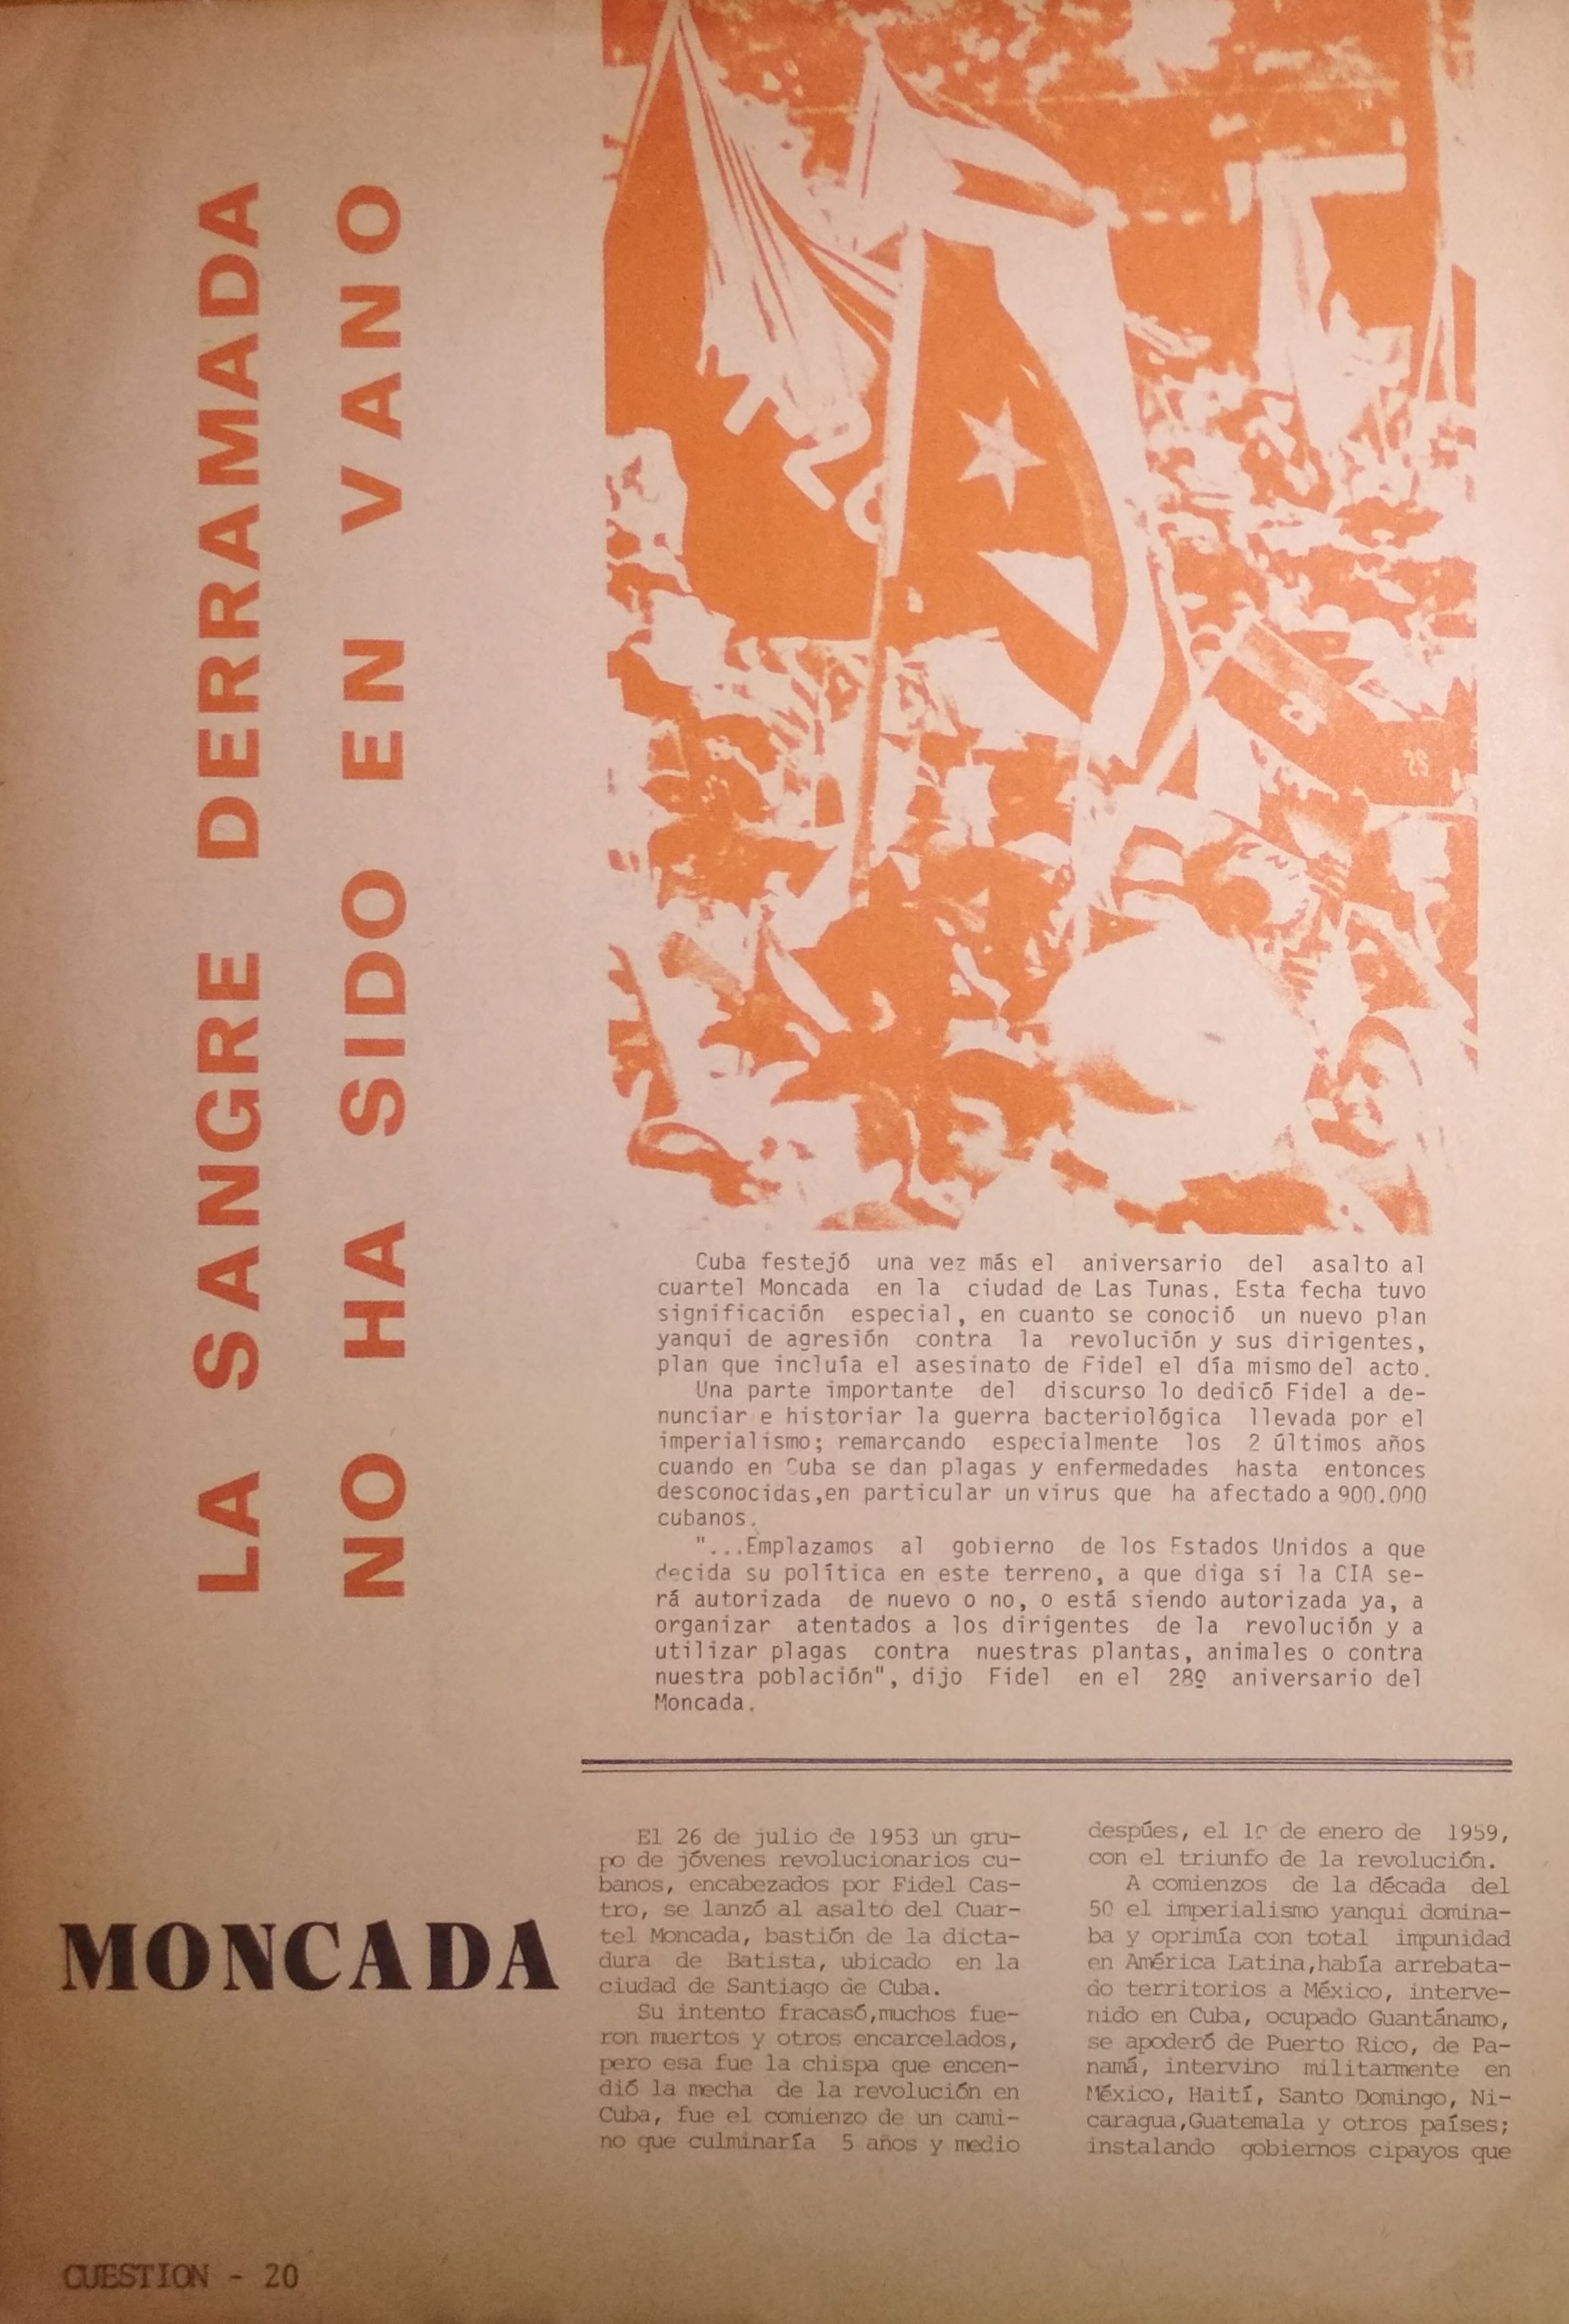 LA SANGRE DERRAMADA
NO HA SIDO EN VANO
26
Cuba festejó una vez más el aniversario del asalto al
cuartel Moncada en la ciudad de Las Tunas. Esta fecha tuvo
significación especial, en cuanto se conoció un nuevo plan
yanqui de agresión contra la revolución y sus dirigentes,
plan que incluía el asesinato de Fidel el día mismo del acto.
Una parte importante del discurso lo dedicó Fidel a de-
nunciar e historiar la guerra bacteriológica llevada por el
imperialismo; remarcando especialmente los 2 últimos años
cuando en Cuba se dan plagas y enfermedades hasta entonces
desconocidas,en particular un virus que ha afectado a 900.000
cubanos.
"...Emplazamos al gobierno de los Estados Unidos a que
decida su política en este terreno, a que diga si la CIA se-
rá autorizada de nuevo o no, o está siendo autorizada ya, a
organizar atentados a los dirigentes de la revolución y a
utilizar plagas contra nuestras plantas, animales o contra
nuestra población", dijo Fidel en el 28º aniversario del
Moncada.
MONCADA
El 26 de julio de 1953 un gru-
po de jóvenes revolucionarios cu-
banos, encabezados por Fidel Cas-
tro, se lanzó al asalto del Cuar-
tel Moncada, bastión de la dicta-
dura de Batista, ubicado en la
ciudad de Santiago de Cuba.
Su intento fracasó,muchos fue-
ron muertos y otros encarcelados,
pero esa fue la chispa que encen-
dió la mecha de la revolución en
Cuba, fue el comienzo de un cami-
no que culminaría 5 años y medio
despúes, el 1º de enero de 1959,
con el triunfo de la revolución.
A comienzos de la década del
50 el imperialismo yanqui domina-
ba y oprimía con total impunidad
en América Latina,había arrebata-
do territorios a México, interve-
nido en Cuba, ocupado Guantánamo,
se apoderó de Puerto Rico, de Pa-
namá, intervino militarmente en
México, Haití, Santo Domingo, Ni-
caragua,Guatemala y otros países;
instalando gobiernos cipayos que
CUESTION - 20